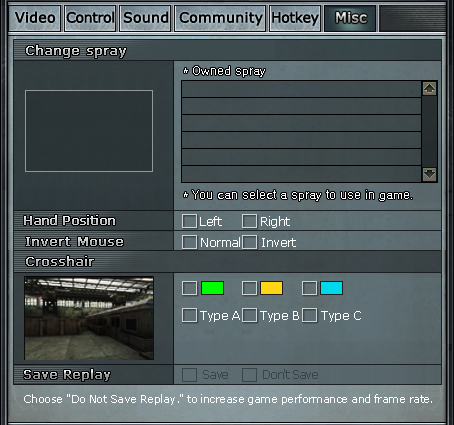 Video Control Sound Community Hotkey Misc
Change spray
* Owned spray
* You can select a spray to use in game.
Hand Position Left Right
Invert Mouse Normal Invert
Crosshair
Type A Type B Type C
Save Replay Save Don't Save
Choose "Do Not Save Replay." to increase game performance and frame rate.